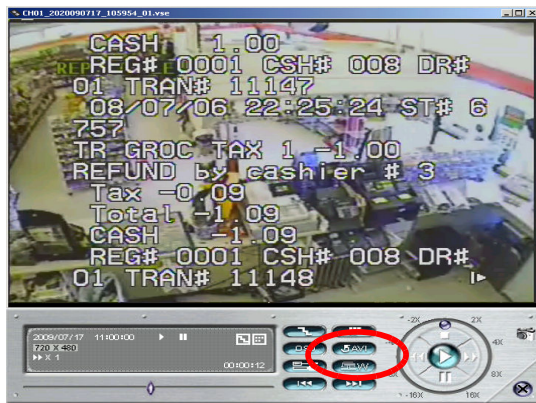 CH01_2020090717_105954_01.vse
CASH 1.00
REG# 0001 CSH# 008 DR#
01 TRAN# 11147
08/07/06 22:25:24 ST# 6
757
TR GROC TAX 1 -1.00
REFUND by cashier # 3
Tax -0.09
Total -1.09
CASH -1.09
REG# 0001 CSH# 008 DR#
01 TRAN# 11148
2009/07/17 11:00:00
720 X 480
X 1
00:00:12
AVI
-2X 2X
4X
8X
-16X 16X